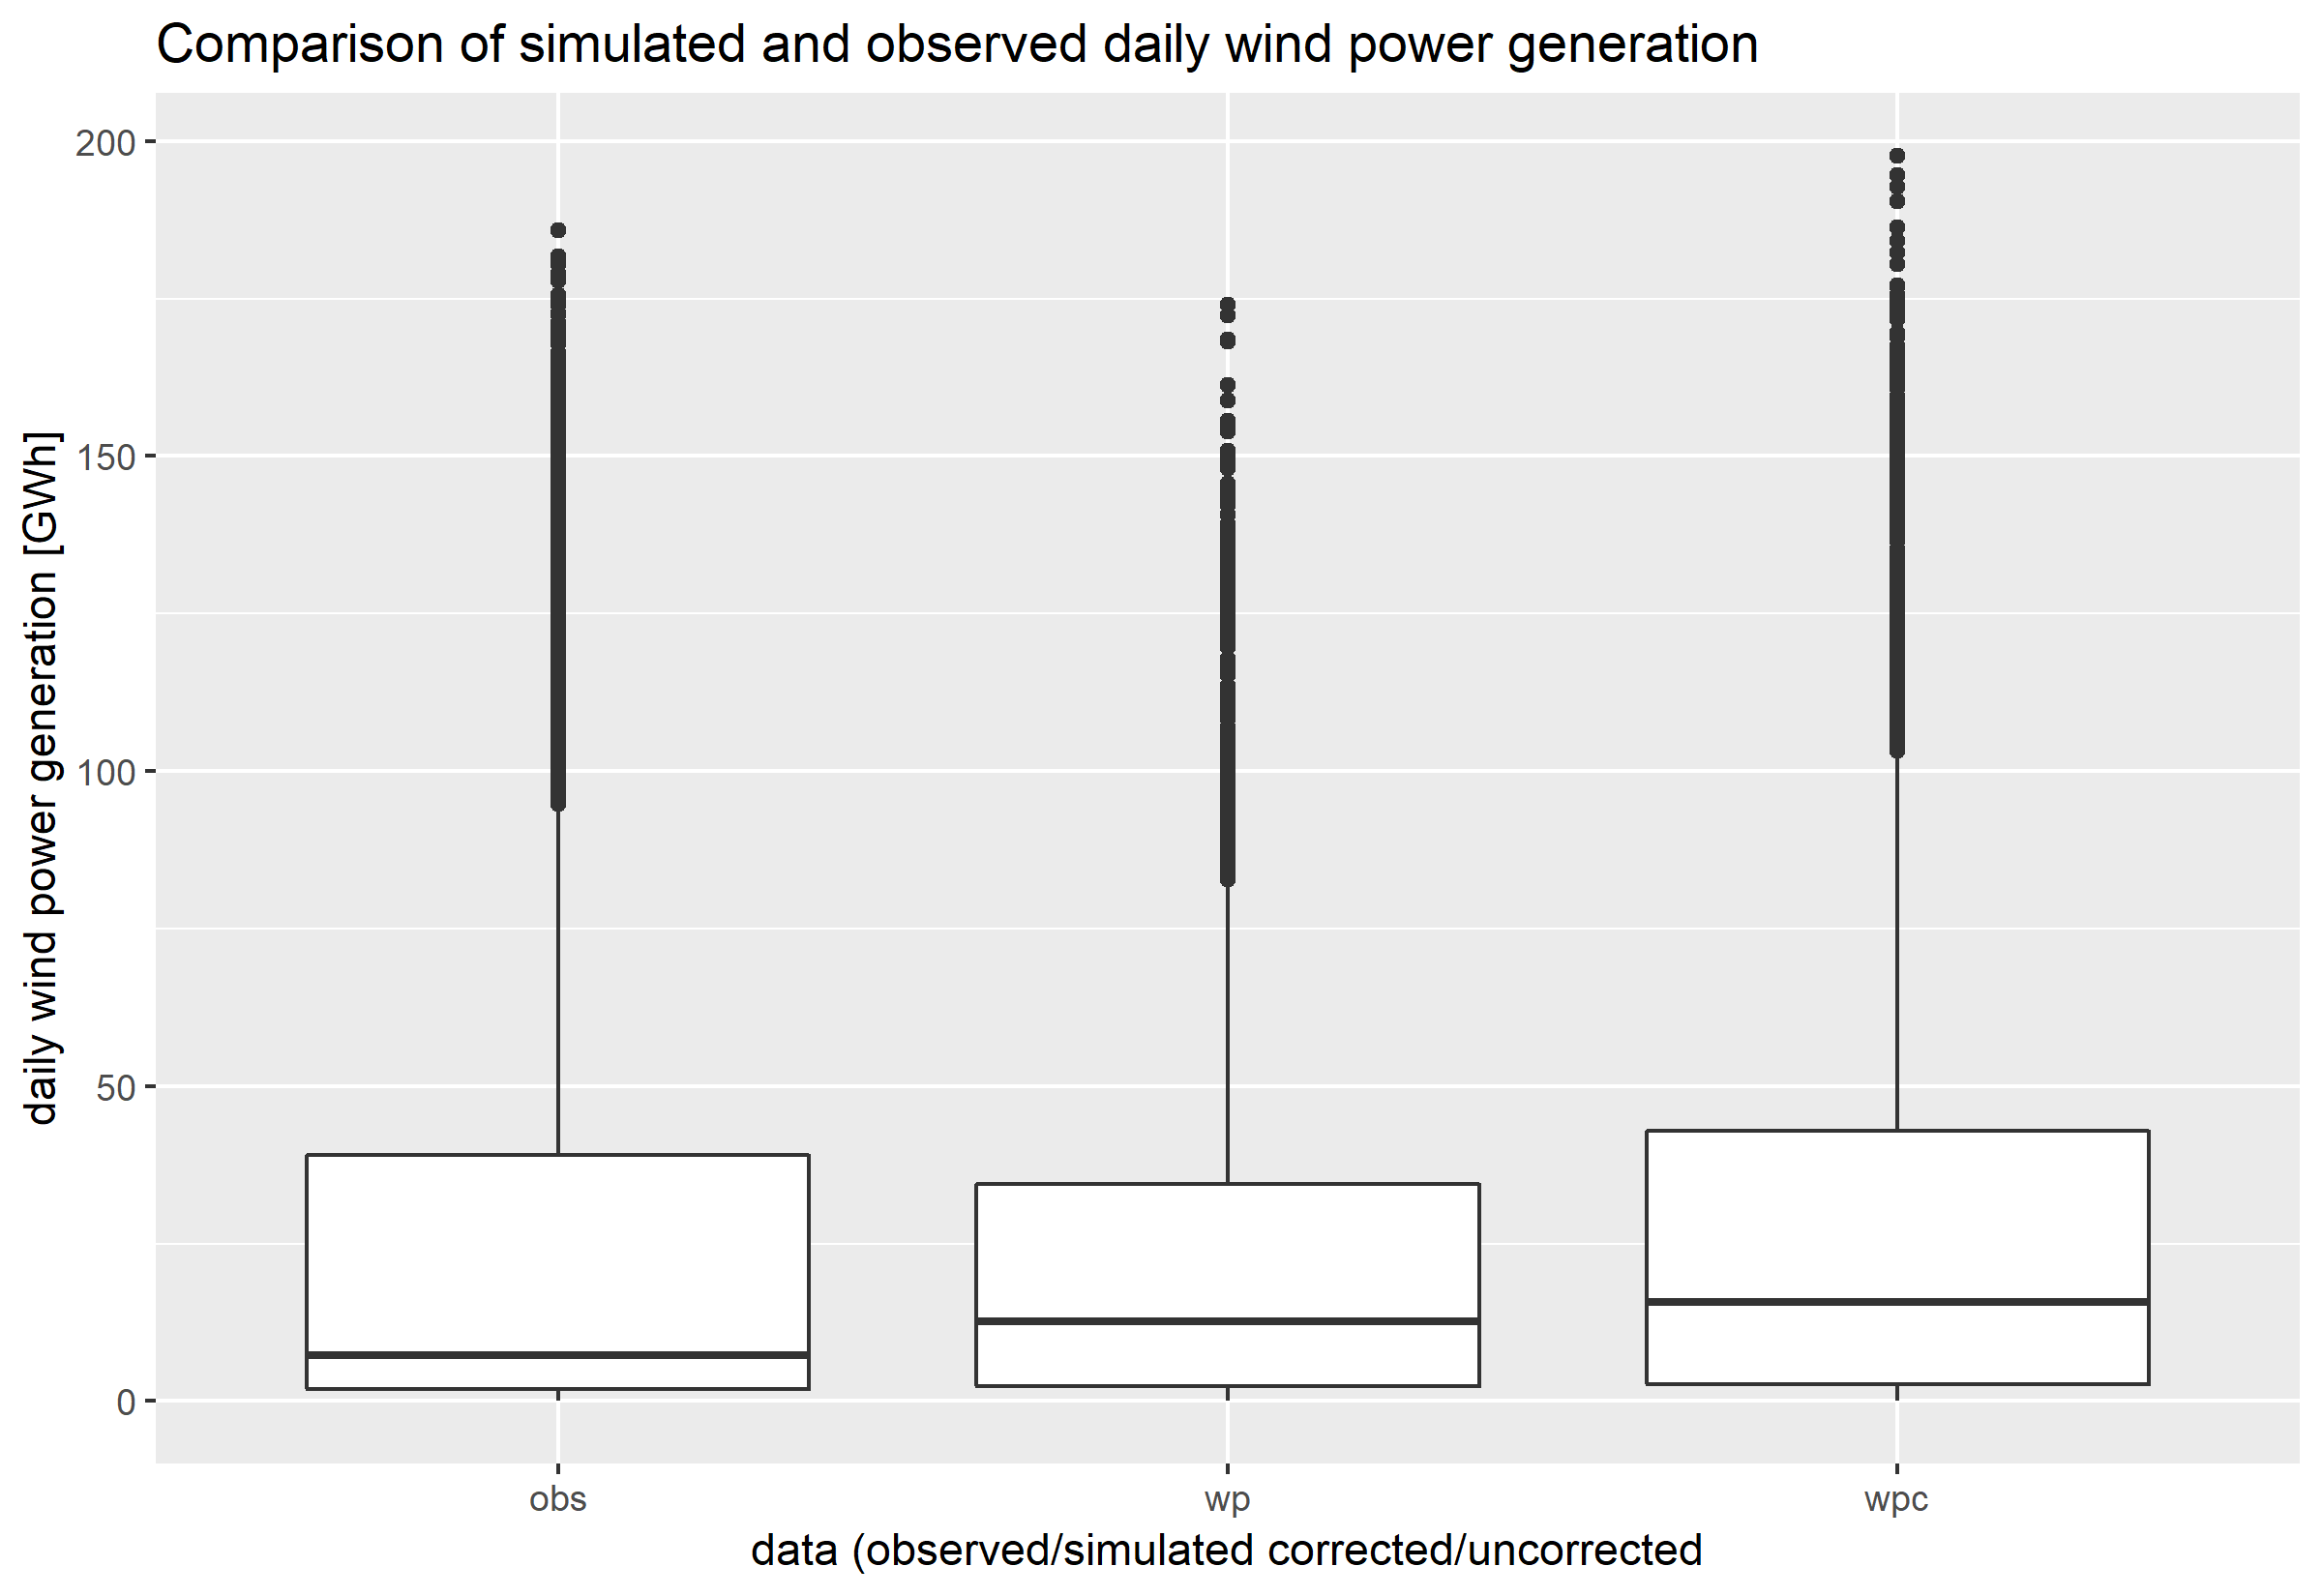 Comparison of simulated and observed daily wind power generation
daily wind power generation [GWh]
200
150
100
50
0
obs
wp
wpc
data (observed/simulated corrected/uncorrected